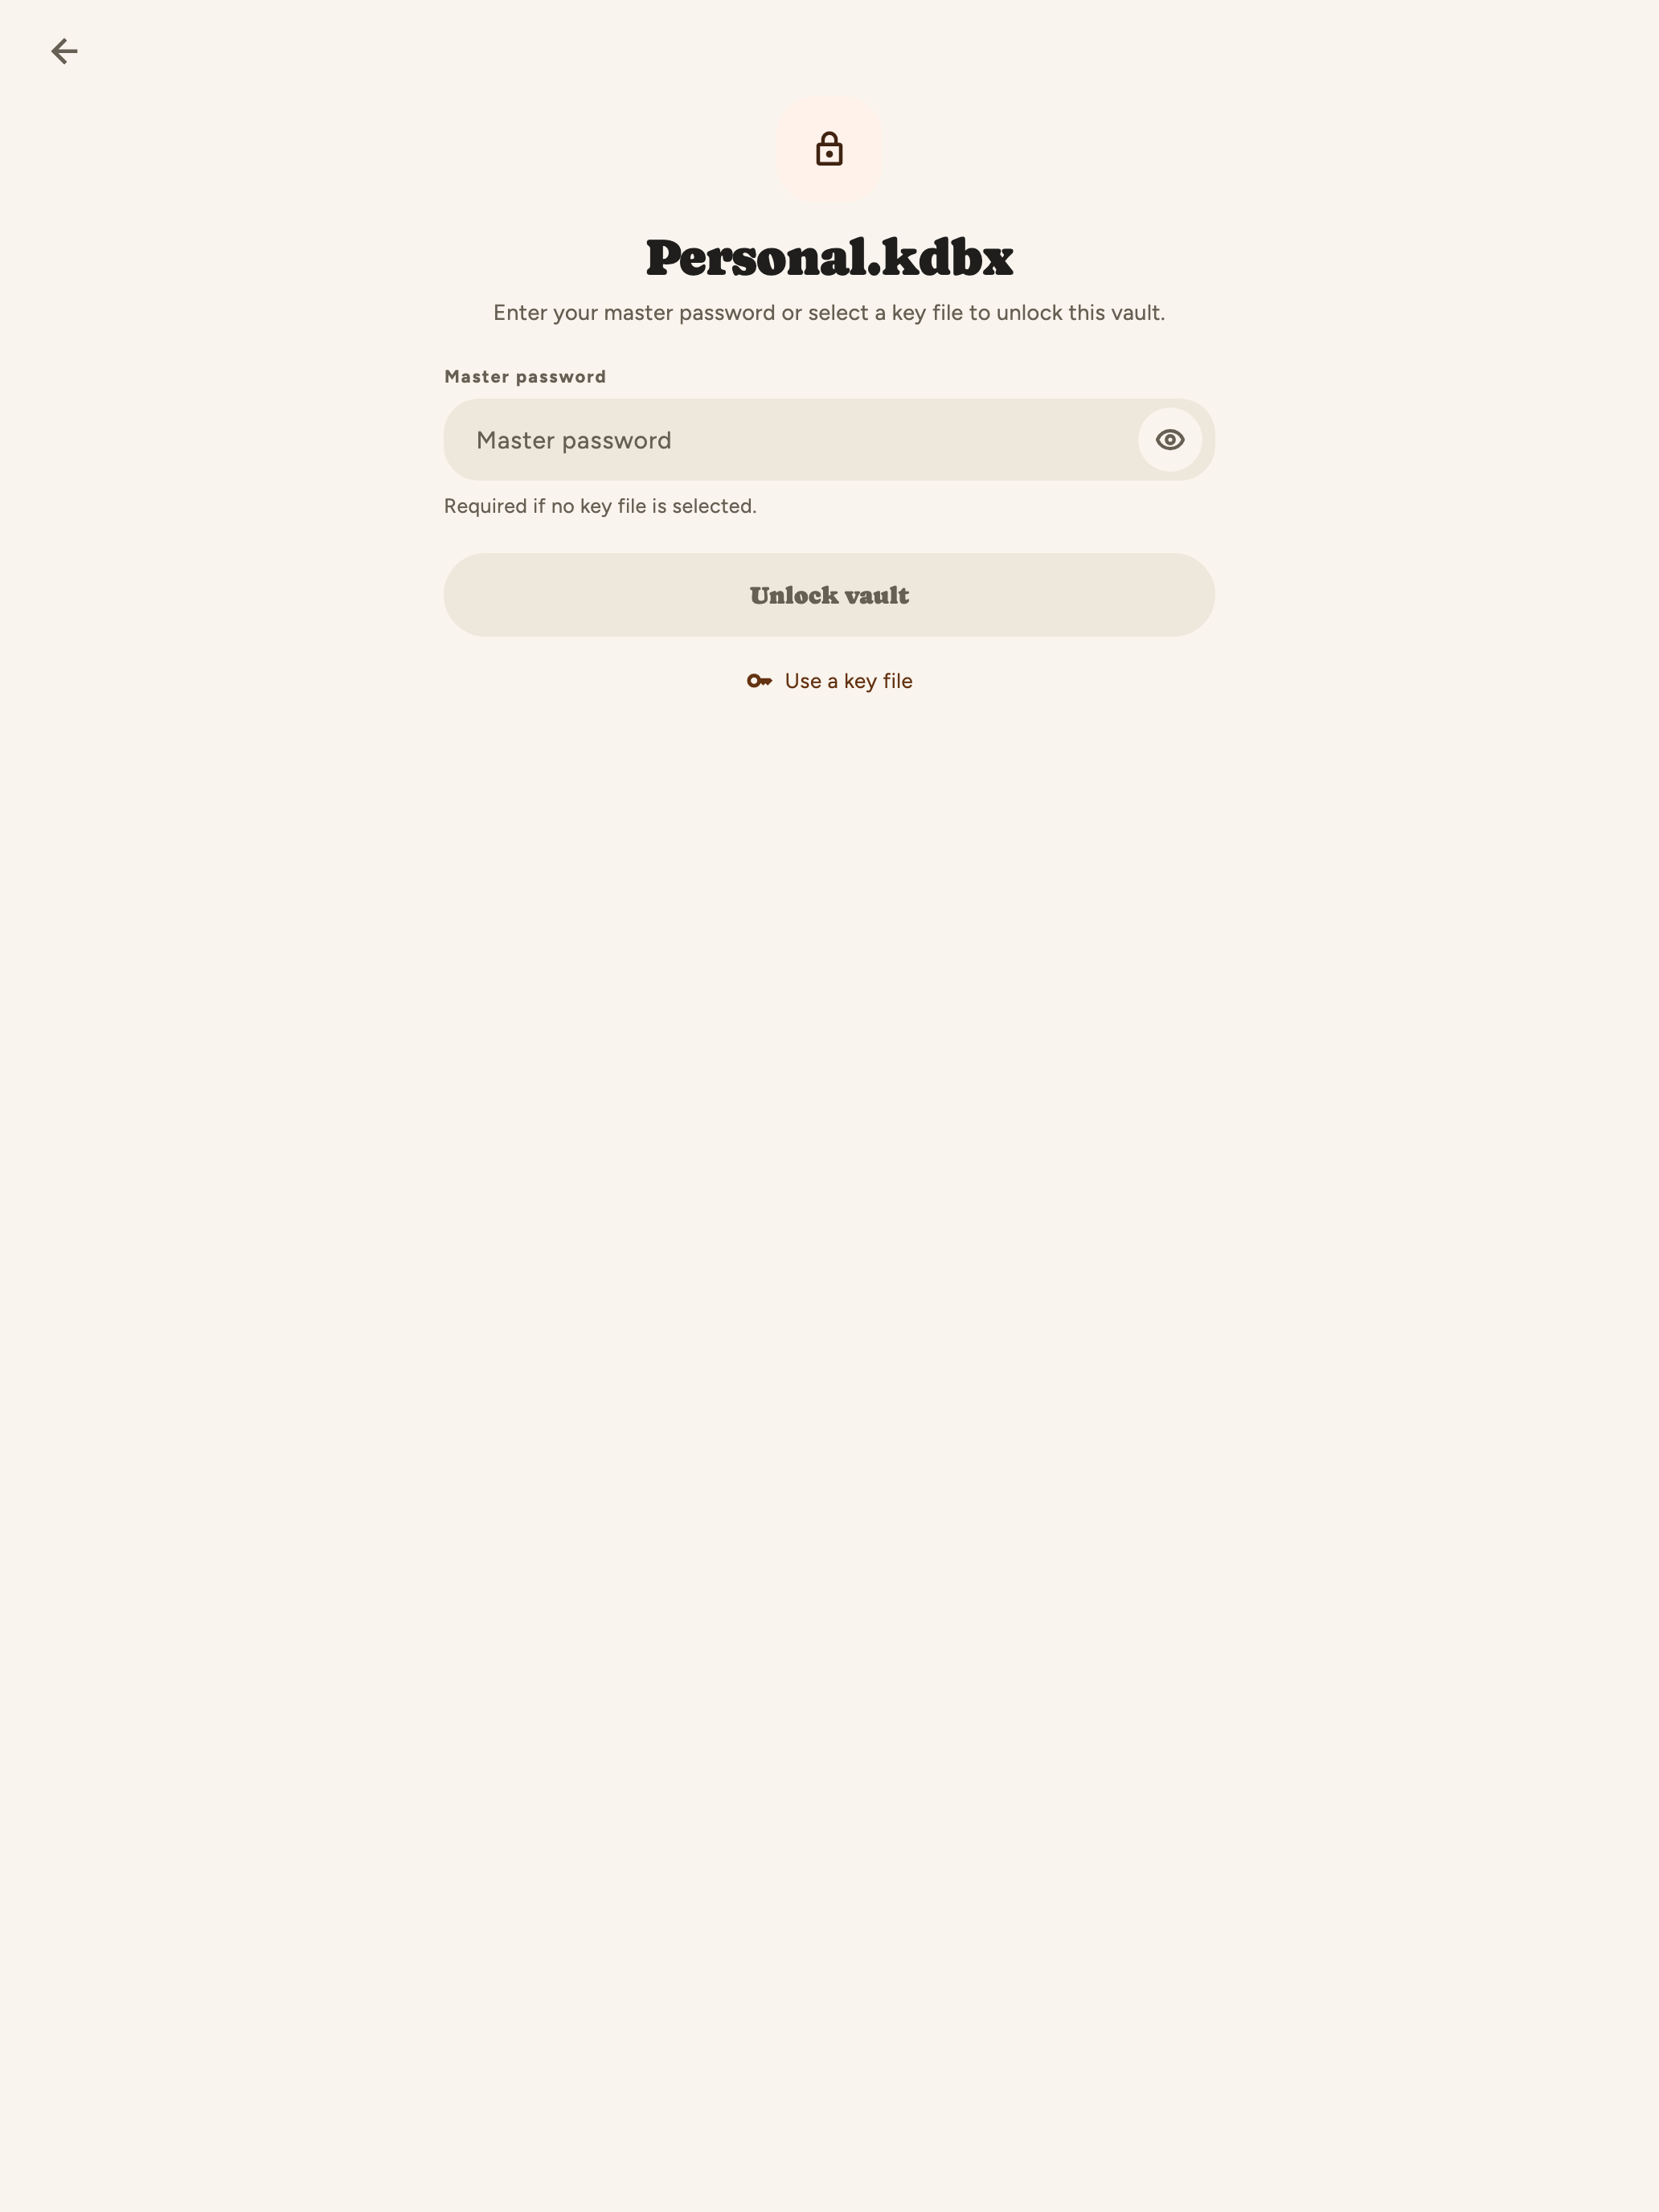 Personal.kdbx
Enter your master password or select a key file to unlock this vault.
Master password
Master password
Required if no key file is selected.
Unlock vault
Use a key file